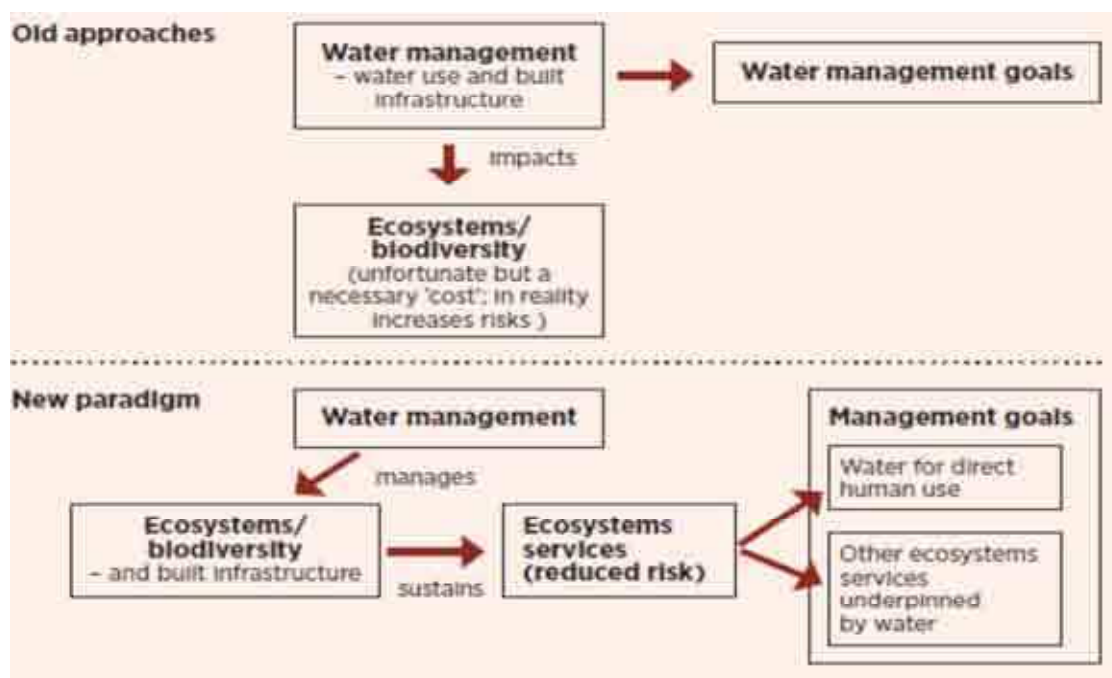 Old approaches
Water management
– water use and built
infrastructure
Water management goals
impacts
Ecosystems/
biodiversity
(unfortunate but a
necessary 'cost'; in reality
increases risks )
New paradigm
Water management
manages
Ecosystems/
biodiversity
– and built infrastructure
sustains
Ecosystems
services
(reduced risk)
Management goals
Water for direct
human use
Other ecosystems
services
underpinned
by water